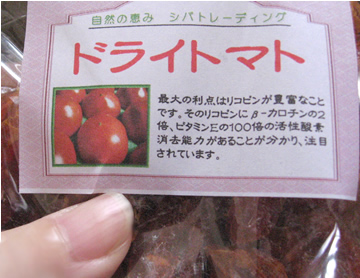 自然の恵み シバトレーディング
ドライトマト
最大の利点はリコピンが豊富なこと
です。そのリコピンにβ-カロチンの2
倍、ビタミンEの100倍の活性酸素
消去能力があることが分かり、注目
されています。